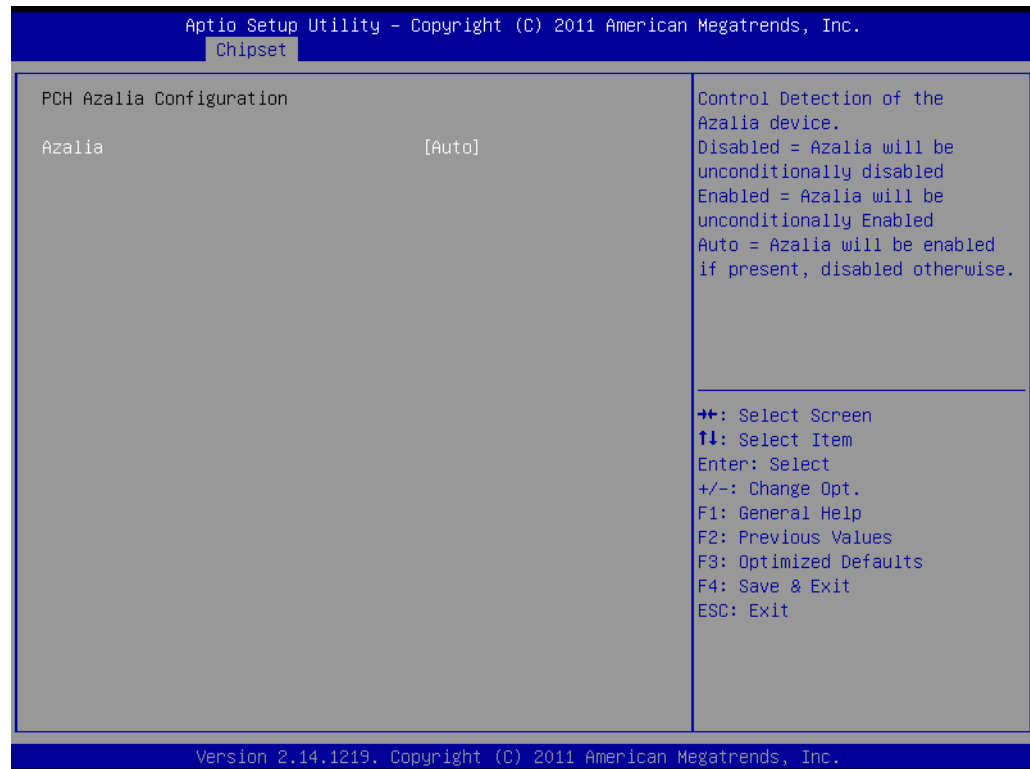 Aptio Setup Utility – Copyright (C) 2011 American Megatrends, Inc.
Chipset
PCH Azalia Configuration
Azalia [Auto]
Control Detection of the
Azalia device.
Disabled = Azalia will be
unconditionally disabled
Enabled = Azalia will be
unconditionally Enabled
Auto = Azalia will be enabled
if present, disabled otherwise.
→←: Select Screen
↑↓: Select Item
Enter: Select
+/-: Change Opt.
F1: General Help
F2: Previous Values
F3: Optimized Defaults
F4: Save & Exit
ESC: Exit
Version 2.14.1219. Copyright (C) 2011 American Megatrends, Inc.